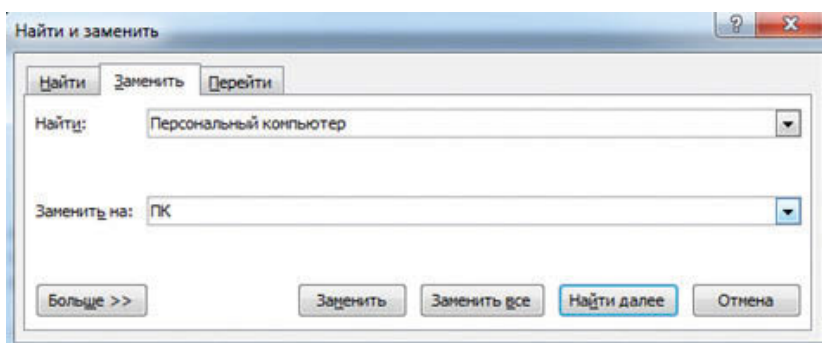 Найти и заменить
Найти Заменить Перейти
Найти: Персональный компьютер
Заменить на: ПК
Больше >> Заменить Заменить все Найти далее Отмена